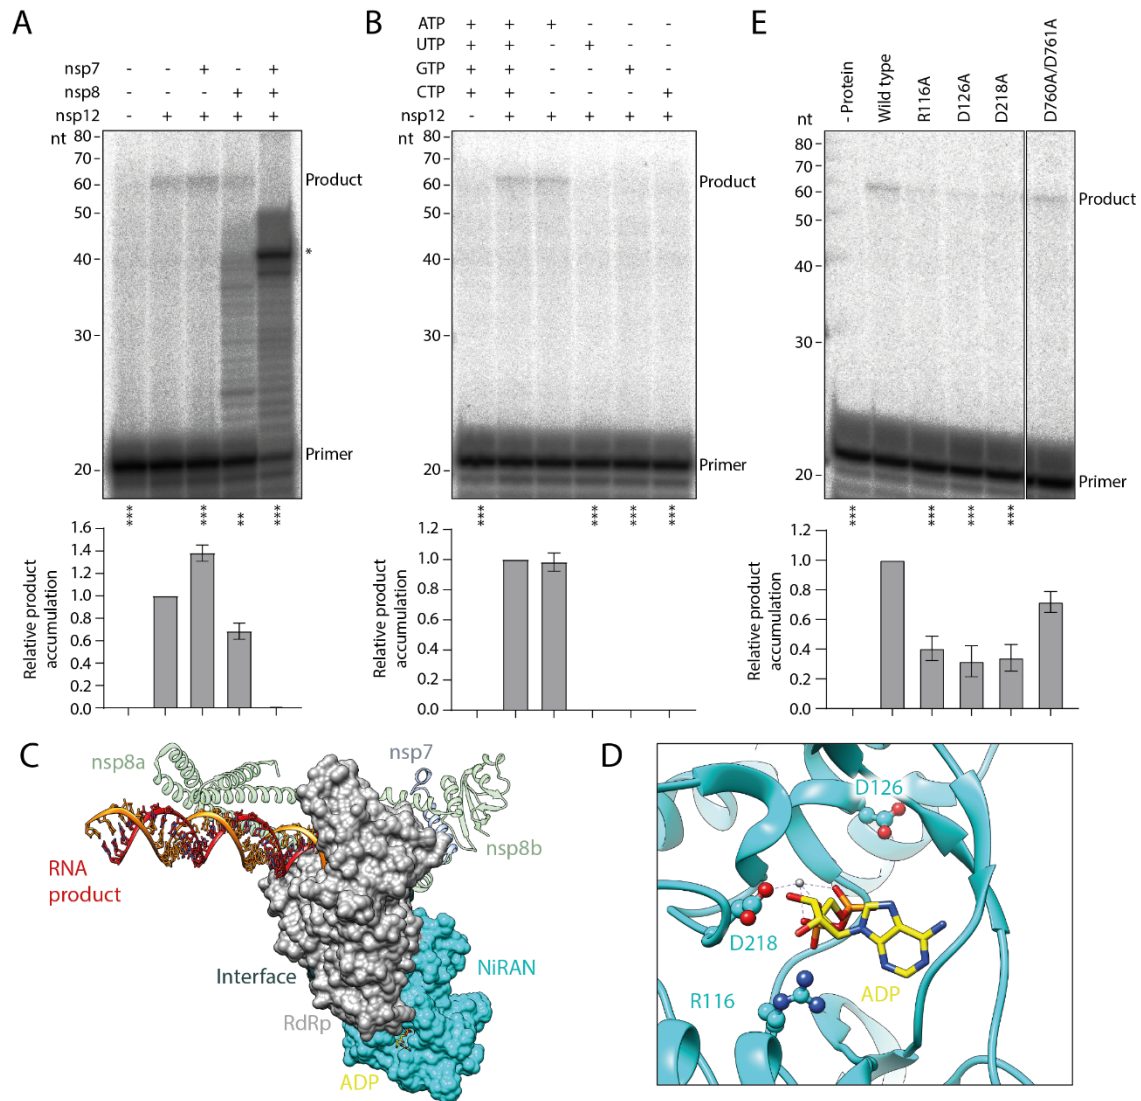 A
nsp7 - - + - +
nsp8 - - - + +
nsp12 - + + + +
nt
80
70
60
50
40
30
20
Product
*
Primer
*** *** ** ***
Relative product
accumulation
1.6
1.4
1.2
1.0
0.8
0.6
0.4
0.2
0.0
B
ATP + + + - - -
UTP + + - + - -
GTP + + - - + -
CTP + + - - - +
nsp12 - + + + + +
nt
80
70
60
50
40
30
20
Product
Primer
*** *** *** ***
Relative product
accumulation
1.2
1.0
0.8
0.6
0.4
0.2
0.0
E
- Protein
Wild type
R116A
D126A
D218A
D760A/D761A
nt
80
70
60
50
40
30
20
Product
Primer
*** *** *** ***
Relative product
accumulation
1.2
1.0
0.8
0.6
0.4
0.2
0.0
C
nsp8a
nsp7
nsp8b
RNA
product
Interface
NiRAN
RdRp
ADP
D
D126
D218
R116
ADP